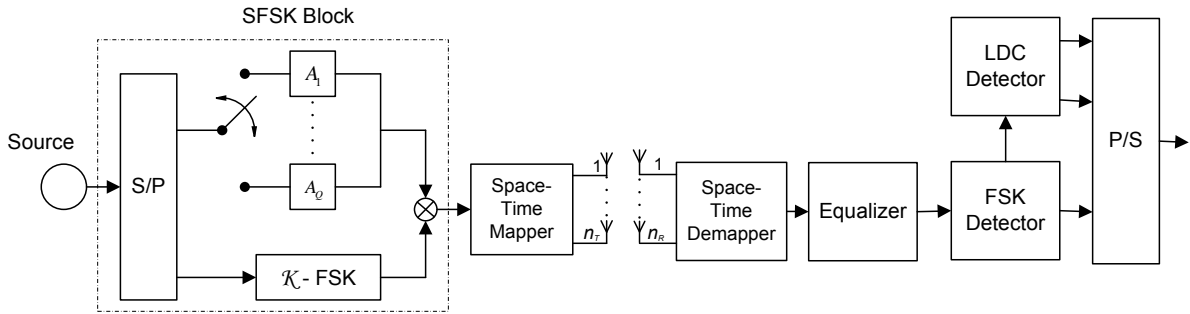 SFSK Block
Source
S/P
A1
AQ
𝒦 - FSK
Space-
Time
Mapper
1
nT
1
nR
Space-
Time
Demapper
Equalizer
LDC
Detector
FSK
Detector
P/S